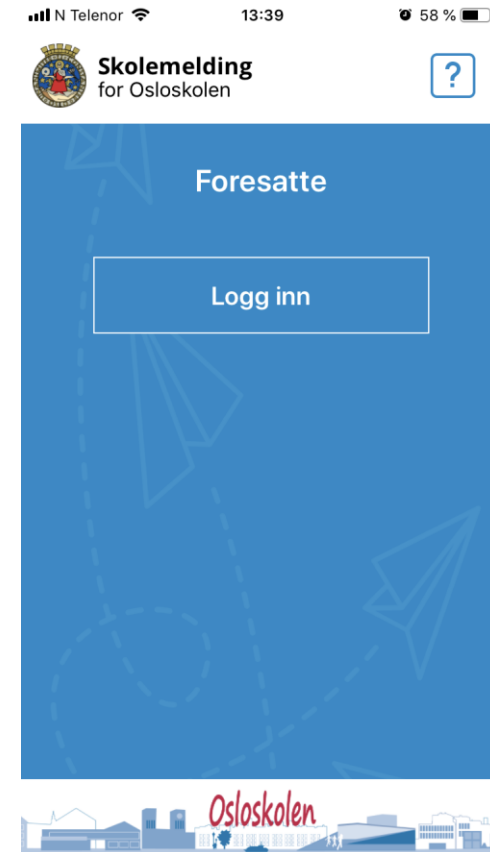 N Telenor 13:39 58 %
Skolemelding
for Osloskolen
?
Foresatte
Logg inn
Osloskolen